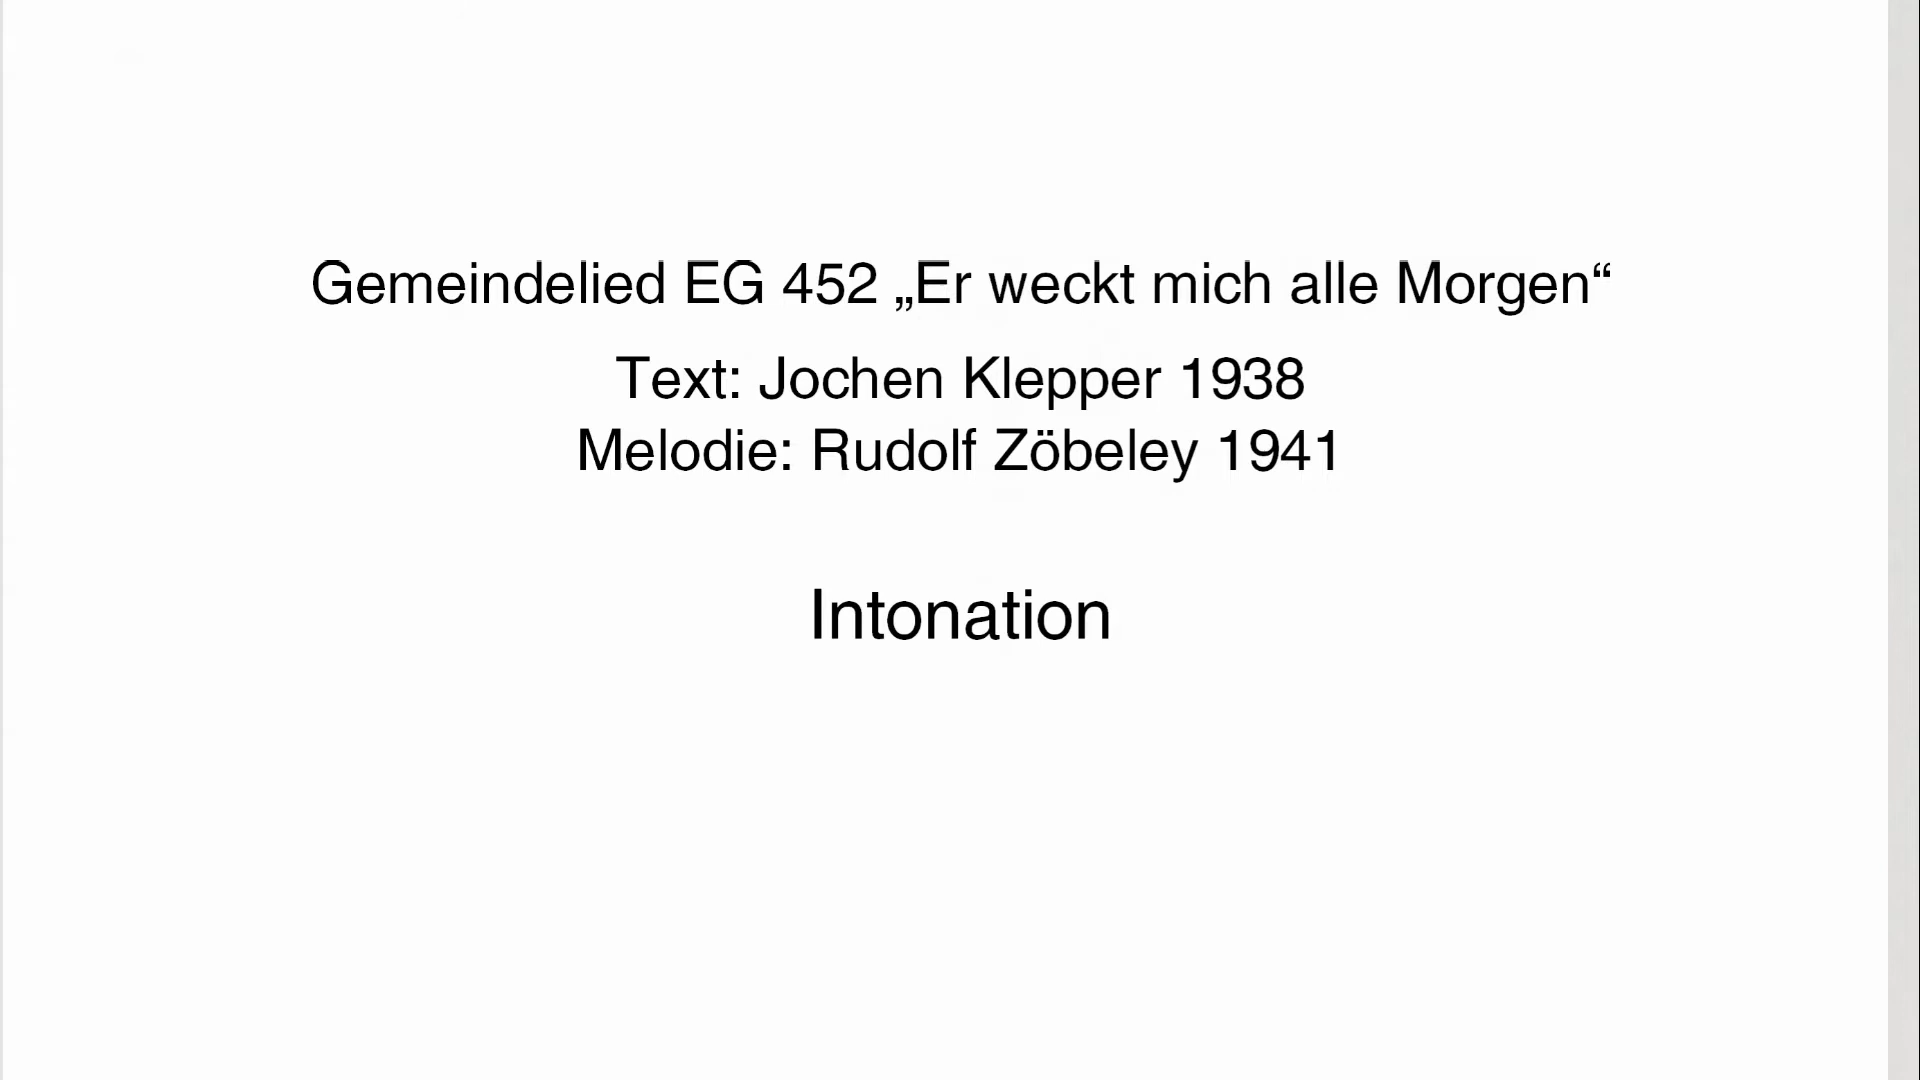 Gemeindelied EG 452 „Er weckt mich alle Morgen“
Text: Jochen Klepper 1938
Melodie: Rudolf Zöbeley 1941
Intonation